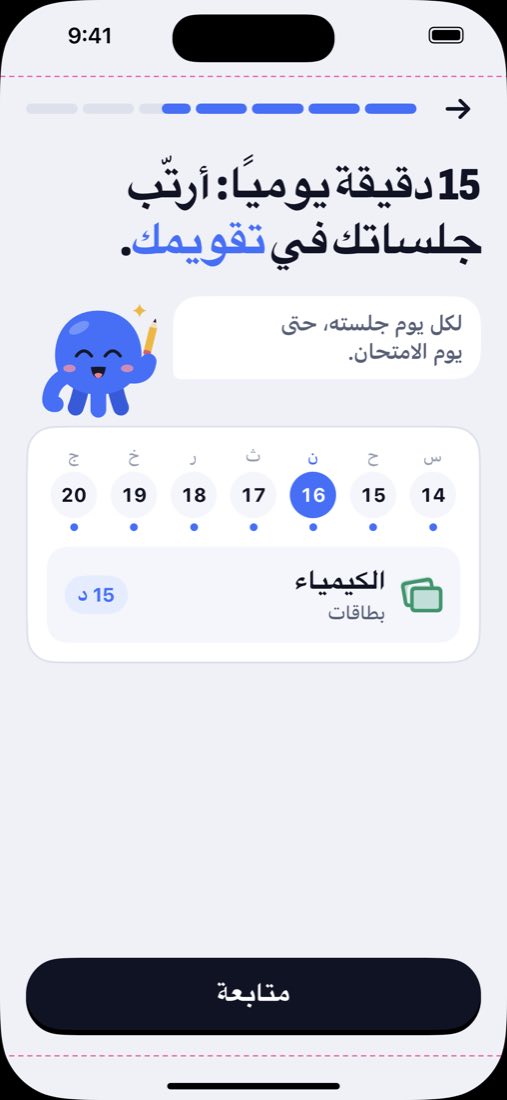 9:41
15 دقيقة يوميًا: أرتّب
جلساتك في تقويمك.
لكل يوم جلسته، حتى
يوم الامتحان.
س ح ن ث ر خ ج
14 15 16 17 18 19 20
الكيمياء
بطاقات
15 د
متابعة